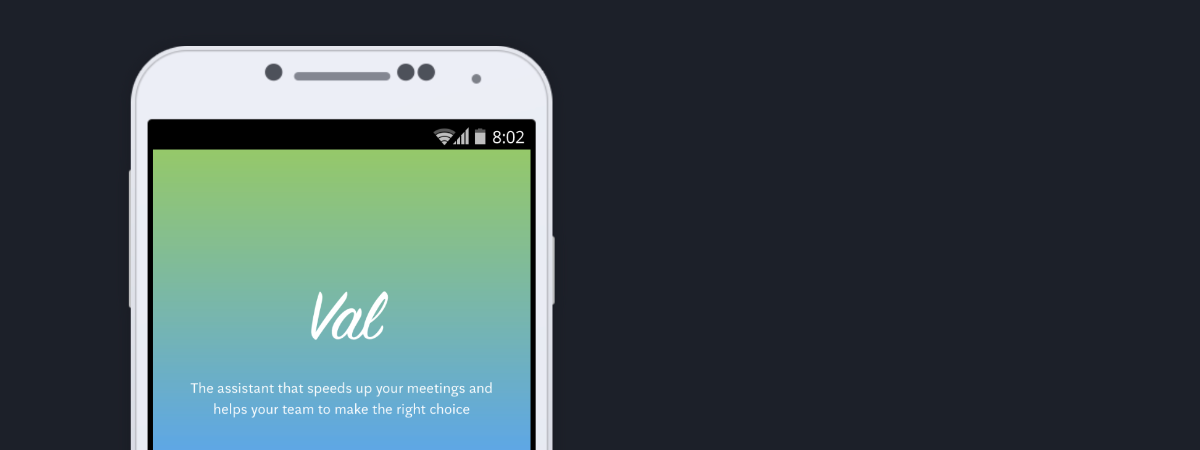 8:02
Val
The assistant that speeds up your meetings and
helps your team to make the right choice